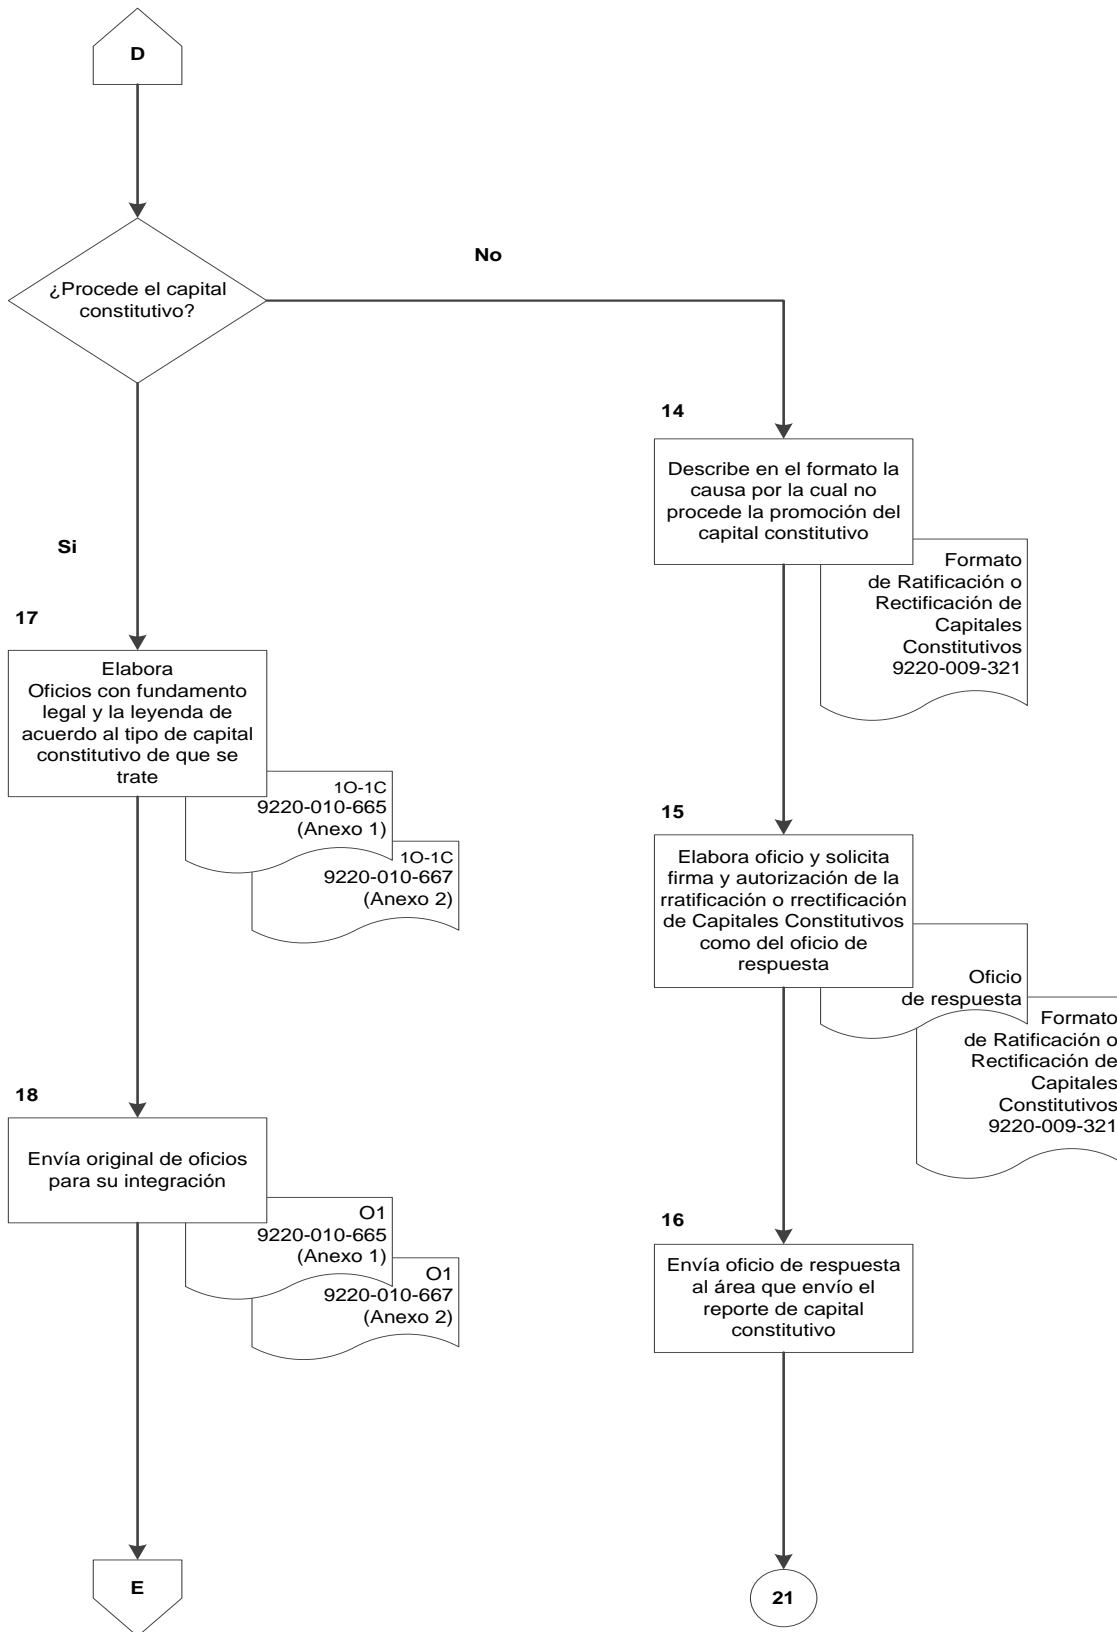 D
¿Procede el capital
constitutivo?
No
Si
14
Describe en el formato la
causa por la cual no
procede la promoción del
capital constitutivo
Formato
de Ratificación o
Rectificación de
Capitales
Constitutivos
9220-009-321
17
Elabora
Oficios con fundamento
legal y la leyenda de
acuerdo al tipo de capital
constitutivo de que se
trate
1O-1C
9220-010-665
(Anexo 1)
1O-1C
9220-010-667
(Anexo 2)
15
Elabora oficio y solicita
firma y autorización de la
rratificación o rrectificación
de Capitales Constitutivos
como del oficio de
respuesta
Oficio
de respuesta
Formato
de Ratificación o
Rectificación de
Capitales
Constitutivos
9220-009-321
18
Envía original de oficios
para su integración
O1
9220-010-665
(Anexo 1)
O1
9220-010-667
(Anexo 2)
16
Envía oficio de respuesta
al área que envío el
reporte de capital
constitutivo
E
21